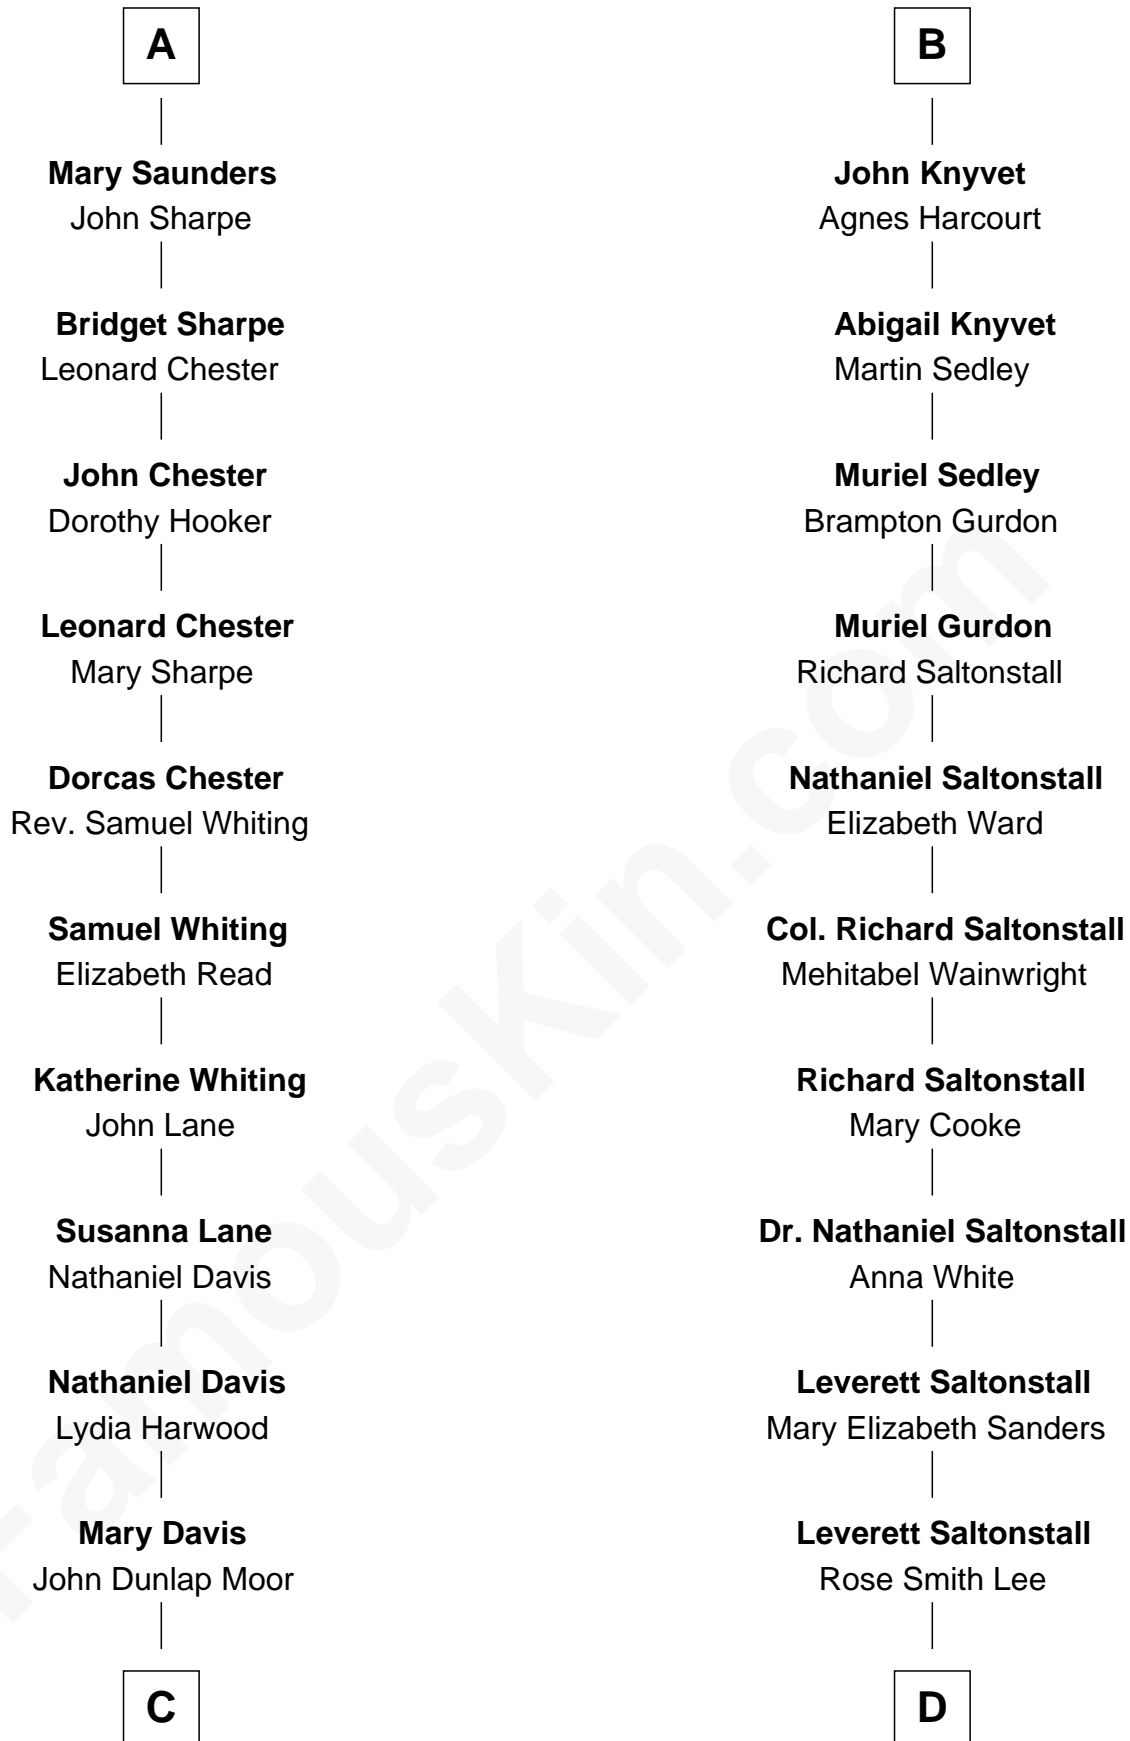 A
Mary Saunders
John Sharpe
Bridget Sharpe
Leonard Chester
John Chester
Dorothy Hooker
Leonard Chester
Mary Sharpe
Dorcas Chester
Rev. Samuel Whiting
Samuel Whiting
Elizabeth Read
Katherine Whiting
John Lane
Susanna Lane
Nathaniel Davis
Nathaniel Davis
Lydia Harwood
Mary Davis
John Dunlap Moor
C
B
John Knyvet
Agnes Harcourt
Abigail Knyvet
Martin Sedley
Muriel Sedley
Brampton Gurdon
Muriel Gurdon
Richard Saltonstall
Nathaniel Saltonstall
Elizabeth Ward
Col. Richard Saltonstall
Mehitabel Wainwright
Richard Saltonstall
Mary Cooke
Dr. Nathaniel Saltonstall
Anna White
Leverett Saltonstall
Mary Elizabeth Sanders
Leverett Saltonstall
Rose Smith Lee
D
FamousKin.com